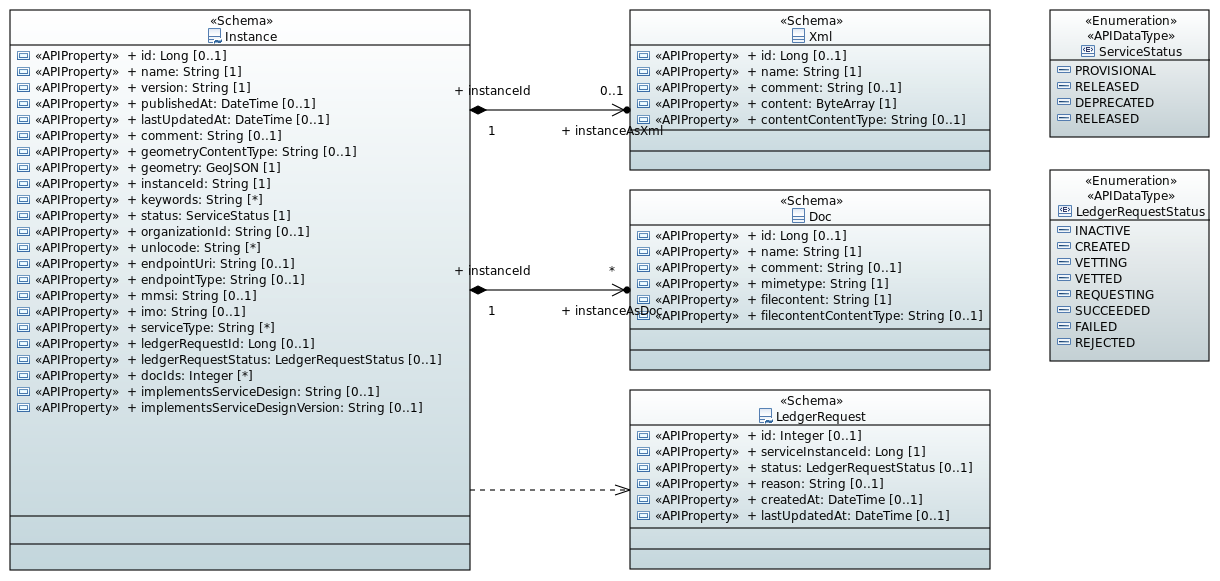 «Schema»
Instance
«APIProperty» + id: Long [0..1]
«APIProperty» + name: String [1]
«APIProperty» + version: String [1]
«APIProperty» + publishedAt: DateTime [0..1]
«APIProperty» + lastUpdatedAt: DateTime [0..1]
«APIProperty» + comment: String [0..1]
«APIProperty» + geometryContentType: String [0..1]
«APIProperty» + geometry: GeoJSON [1]
«APIProperty» + instanceId: String [1]
«APIProperty» + keywords: String [*]
«APIProperty» + status: ServiceStatus [1]
«APIProperty» + organizationId: String [0..1]
«APIProperty» + unlocode: String [*]
«APIProperty» + endpointUri: String [0..1]
«APIProperty» + endpointType: String [0..1]
«APIProperty» + mmsi: String [0..1]
«APIProperty» + imo: String [0..1]
«APIProperty» + serviceType: String [*]
«APIProperty» + ledgerRequestId: Long [0..1]
«APIProperty» + ledgerRequestStatus: LedgerRequestStatus [0..1]
«APIProperty» + docIds: Integer [*]
«APIProperty» + implementsServiceDesign: String [0..1]
«APIProperty» + implementsServiceDesignVersion: String [0..1]
+ instanceId
0..1
1
+ instanceAsXml
+ instanceId
*
1
+ instanceAsDoc
«Schema»
Xml
«APIProperty» + id: Long [0..1]
«APIProperty» + name: String [1]
«APIProperty» + comment: String [0..1]
«APIProperty» + content: ByteArray [1]
«APIProperty» + contentContentType: String [0..1]
«Schema»
Doc
«APIProperty» + id: Long [0..1]
«APIProperty» + name: String [1]
«APIProperty» + comment: String [0..1]
«APIProperty» + mimetype: String [1]
«APIProperty» + filecontent: String [1]
«APIProperty» + filecontentContentType: String [0..1]
«Schema»
LedgerRequest
«APIProperty» + id: Integer [0..1]
«APIProperty» + serviceInstanceId: Long [1]
«APIProperty» + status: LedgerRequestStatus [0..1]
«APIProperty» + reason: String [0..1]
«APIProperty» + createdAt: DateTime [0..1]
«APIProperty» + lastUpdatedAt: DateTime [0..1]
«Enumeration»
«APIDataType»
ServiceStatus
PROVISIONAL
RELEASED
DEPRECATED
RELEASED
«Enumeration»
«APIDataType»
LedgerRequestStatus
INACTIVE
CREATED
VETTING
VETTED
REQUESTING
SUCCEEDED
FAILED
REJECTED